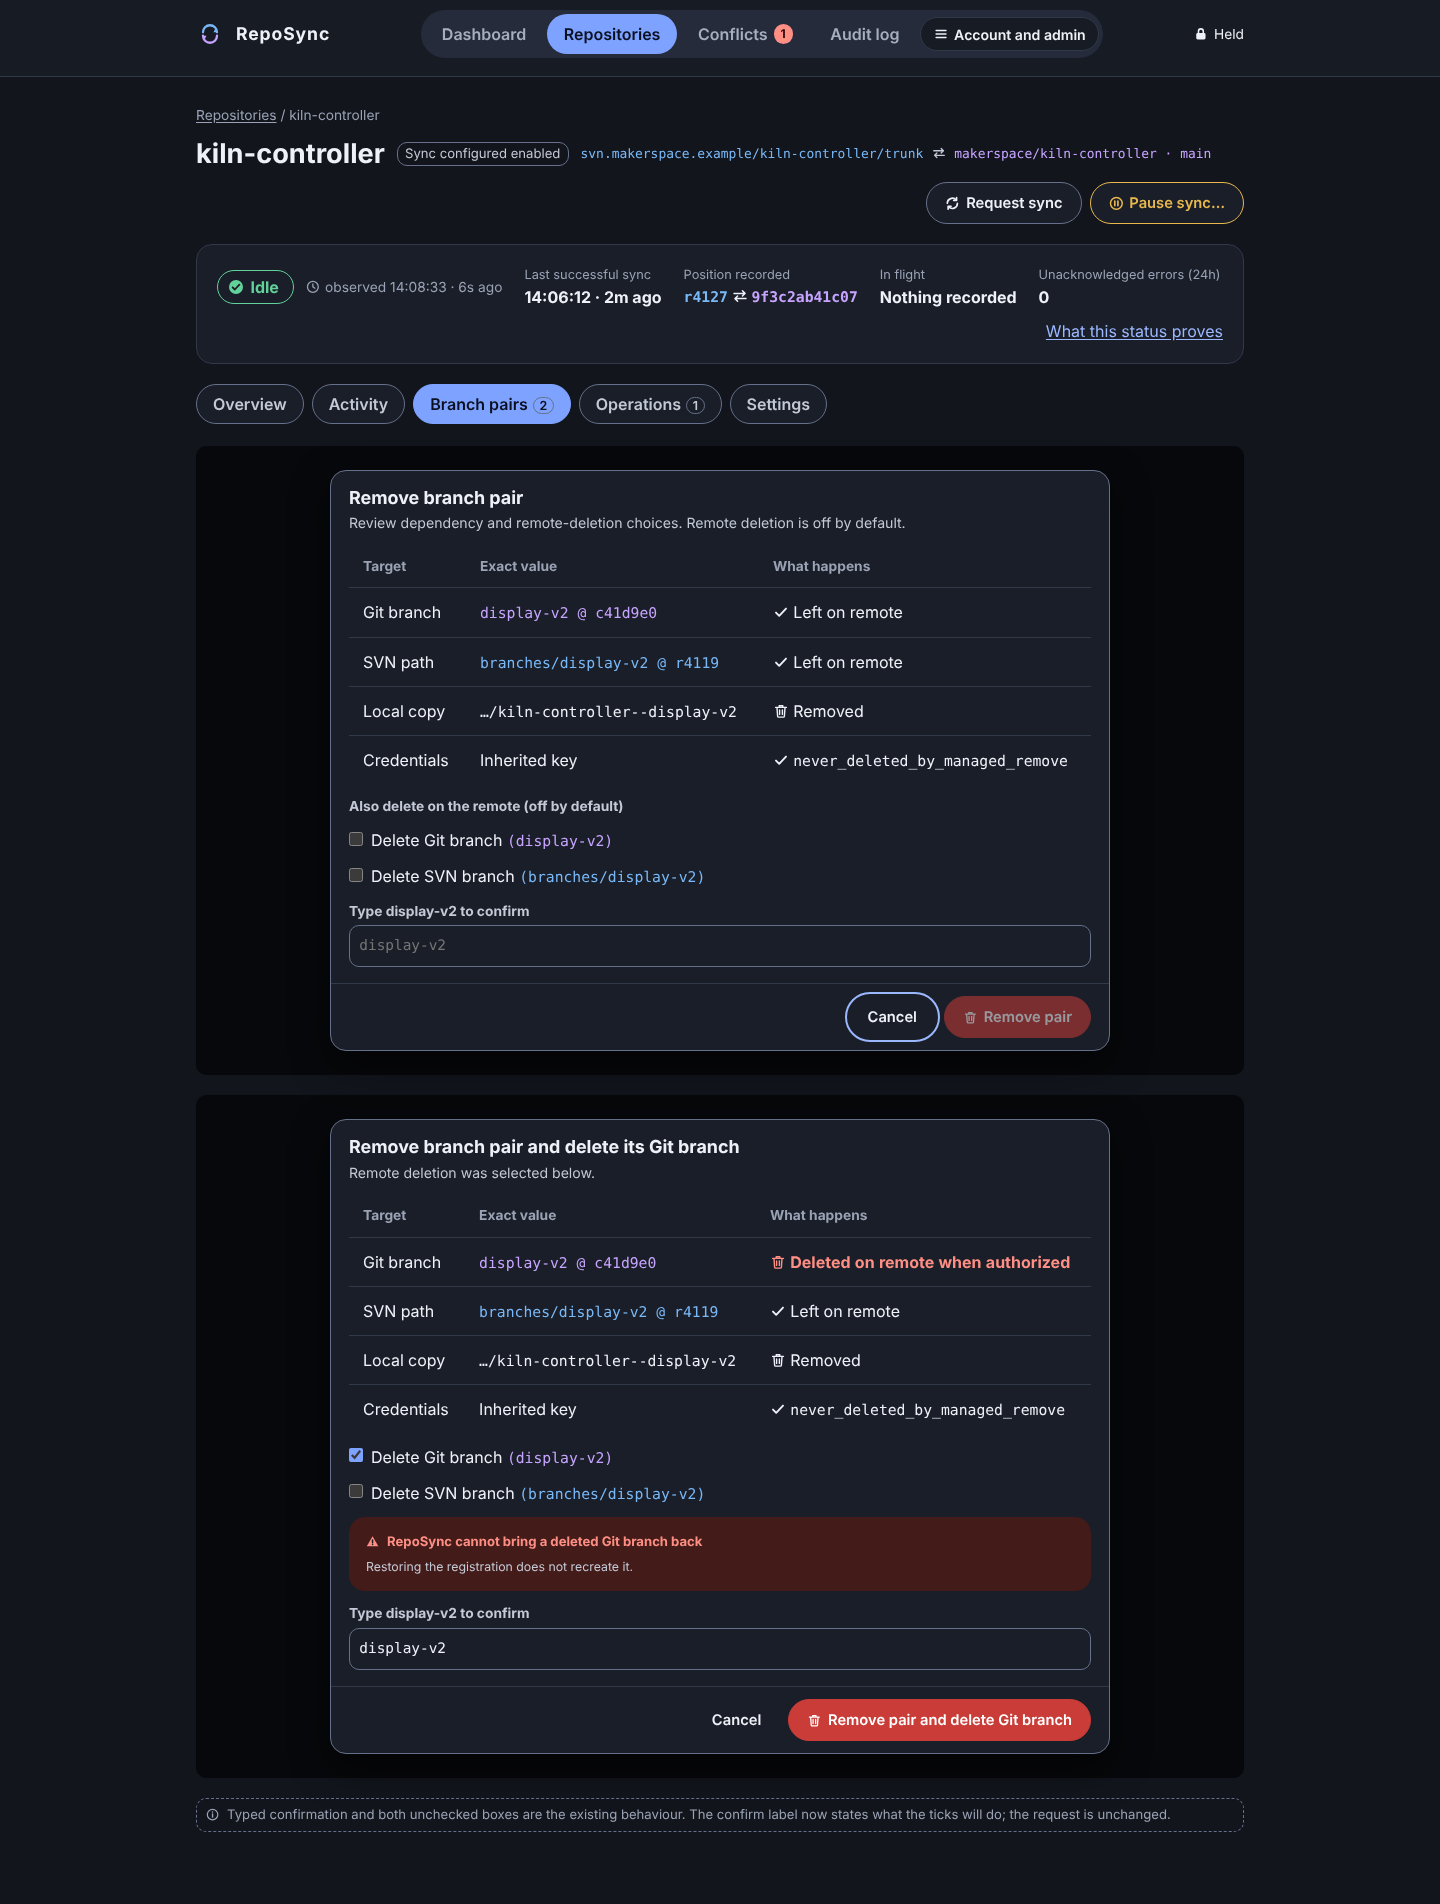 RepoSync
Dashboard
Repositories
Conflicts 1
Audit log
Account and admin
Held
Repositories / kiln-controller
kiln-controller
Sync configured enabled
svn.makerspace.example/kiln-controller/trunk ⇄ makerspace/kiln-controller · main
Request sync
Pause sync…
Idle
observed 14:08:33 · 6s ago
Last successful sync
14:06:12 · 2m ago
Position recorded
r4127 ⇄ 9f3c2ab41c07
In flight
Nothing recorded
Unacknowledged errors (24h)
0
What this status proves
Overview
Activity
Branch pairs 2
Operations 1
Settings
Remove branch pair
Review dependency and remote-deletion choices. Remote deletion is off by default.
Target Exact value What happens
Git branch display-v2 @ c41d9e0 Left on remote
SVN path branches/display-v2 @ r4119 Left on remote
Local copy …/kiln-controller--display-v2 Removed
Credentials Inherited key never_deleted_by_managed_remove
Also delete on the remote (off by default)
Delete Git branch (display-v2)
Delete SVN branch (branches/display-v2)
Type display-v2 to confirm
display-v2
Cancel
Remove pair
Remove branch pair and delete its Git branch
Remote deletion was selected below.
Target Exact value What happens
Git branch display-v2 @ c41d9e0 Deleted on remote when authorized
SVN path branches/display-v2 @ r4119 Left on remote
Local copy …/kiln-controller--display-v2 Removed
Credentials Inherited key never_deleted_by_managed_remove
Delete Git branch (display-v2)
Delete SVN branch (branches/display-v2)
RepoSync cannot bring a deleted Git branch back
Restoring the registration does not recreate it.
Type display-v2 to confirm
display-v2
Cancel
Remove pair and delete Git branch
Typed confirmation and both unchecked boxes are the existing behaviour. The confirm label now states what the ticks will do; the request is unchanged.